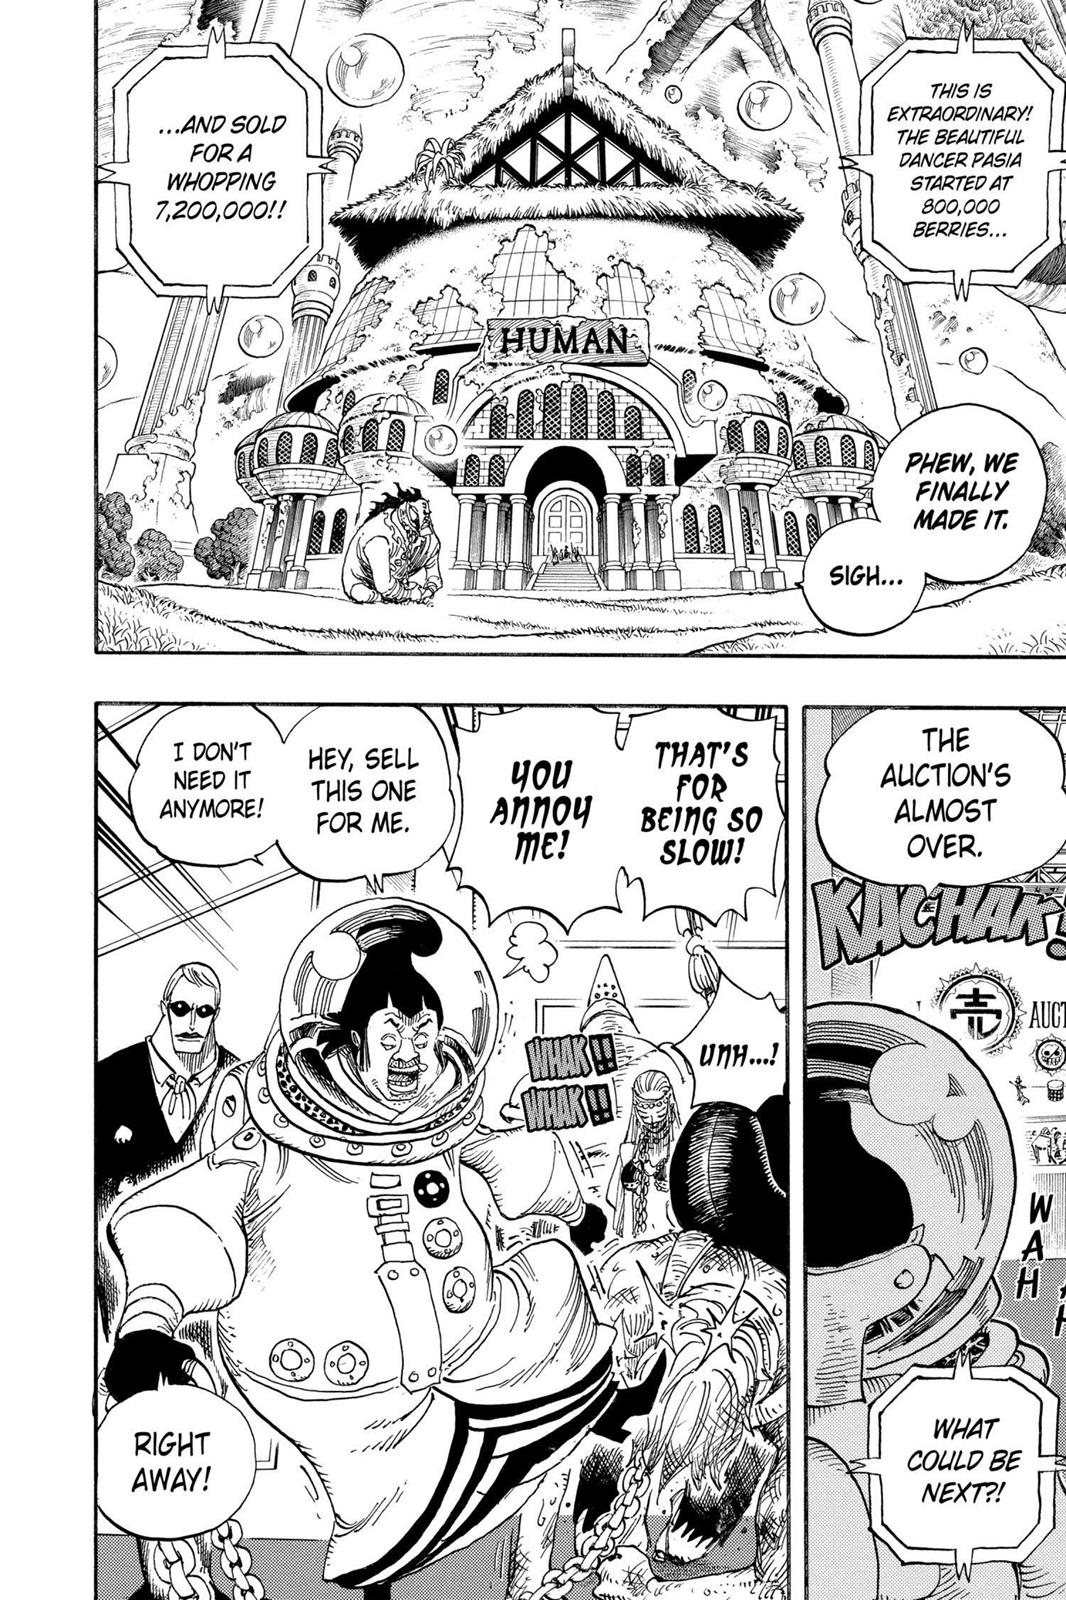 THIS IS
EXTRAORDINARY!
THE BEAUTIFUL
DANCER PASIA
STARTED AT
800,000
BERRIES...
...AND SOLD
FOR A
WHOPPING
7,200,000!!
HUMAN
PHEW, WE
FINALLY
MADE IT.
SIGH...
THE
AUCTION'S
ALMOST
OVER.
KACHAK!
売
AUCT
WAH
WHAT
COULD BE
NEXT?!
THAT'S
FOR
BEING SO
SLOW!
YOU
ANNOY
ME!
HEY, SELL
THIS ONE
FOR ME.
I DON'T
NEED IT
ANYMORE!
UNH...!
WHAK!!
WHAK!!
RIGHT
AWAY!